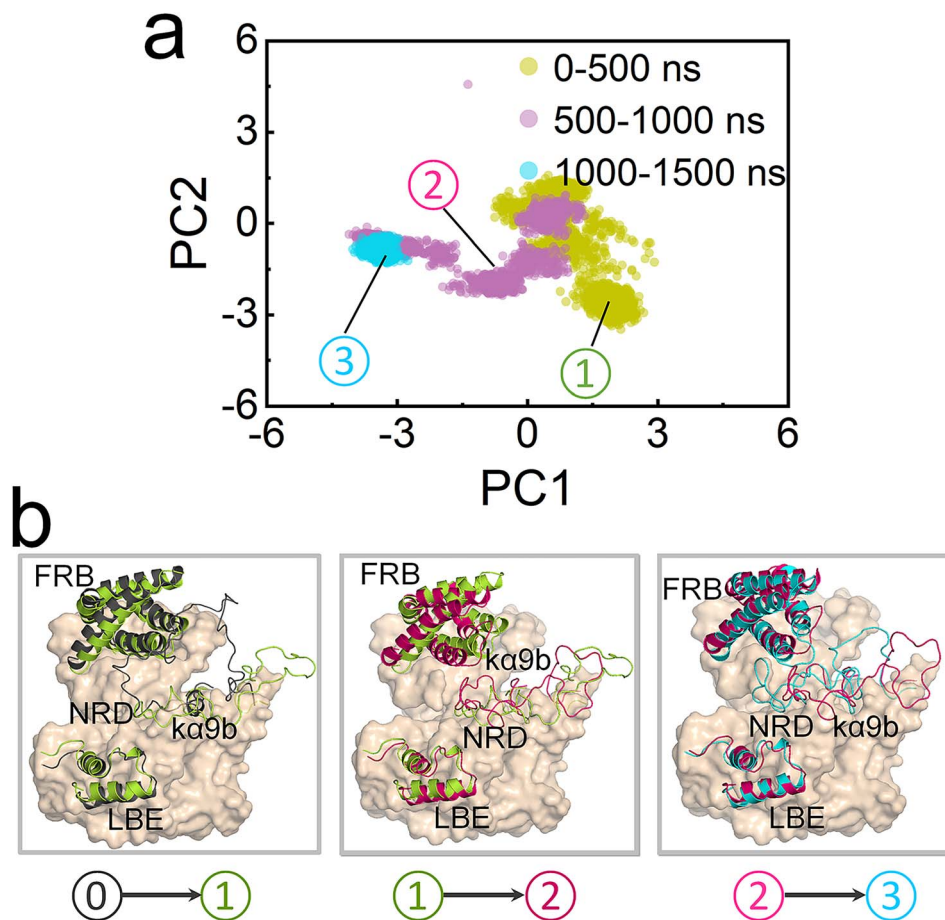 a
PC2
6
3
0
-3
-6
0-500 ns
500-1000 ns
1000-1500 ns
2
3
1
-6
-3
0
3
6
PC1
b
FRB
NRD
kα9b
LBE
FRB
kα9b
NRD
LBE
FRB
NRD
kα9b
LBE
0 1
1 2
2 3